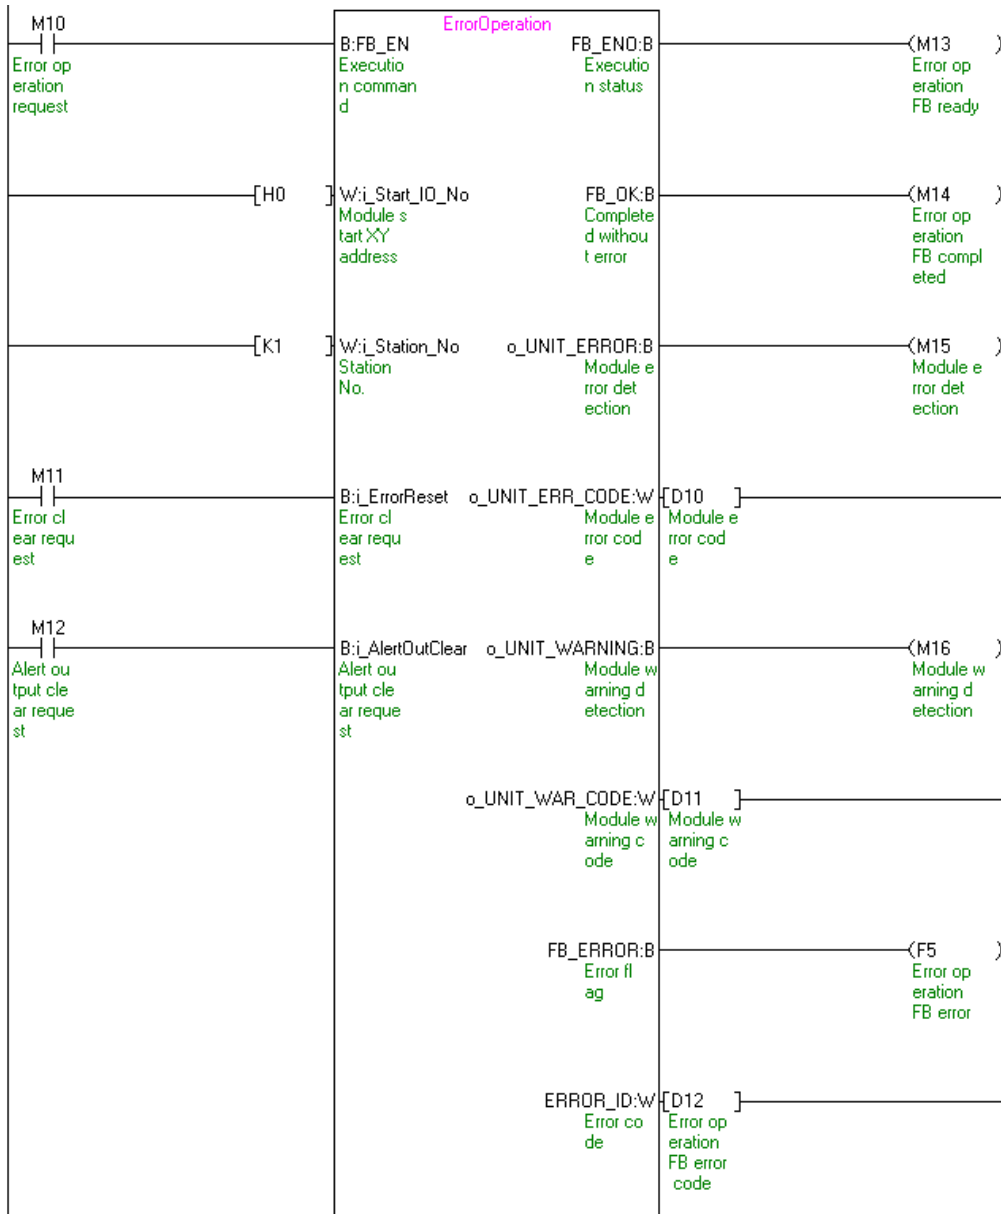 M10
ErrorOperation
B:FB_EN
FB_ENO:B
(M13 )
Error op
eration
request
Executio
n comman
d
Executio
n status
Error op
eration
FB ready
[H0 ]
W:i_Start_IO_No
FB_OK:B
(M14 )
Module s
tart XY
address
Complete
d withou
t error
Error op
eration
FB compl
eted
[K1 ]
W:i_Station_No
o_UNIT_ERROR:B
(M15 )
Station
No.
Module e
rror det
ection
Module e
rror det
ection
M11
B:i_ErrorReset
o_UNIT_ERR_CODE:W
[D10 ]
Error cl
ear requ
est
Error cl
ear requ
est
Module e
rror cod
e
Module e
rror cod
e
M12
B:i_AlertOutClear
o_UNIT_WARNING:B
(M16 )
Alert ou
tput cle
ar reque
st
Alert ou
tput cle
ar reque
st
Module w
arning d
etection
Module w
arning d
etection
o_UNIT_WAR_CODE:W
[D11 ]
Module w
arning c
ode
Module w
arning c
ode
FB_ERROR:B
(F5 )
Error fl
ag
Error op
eration
FB error
ERROR_ID:W
[D12 ]
Error co
de
Error op
eration
FB error
code